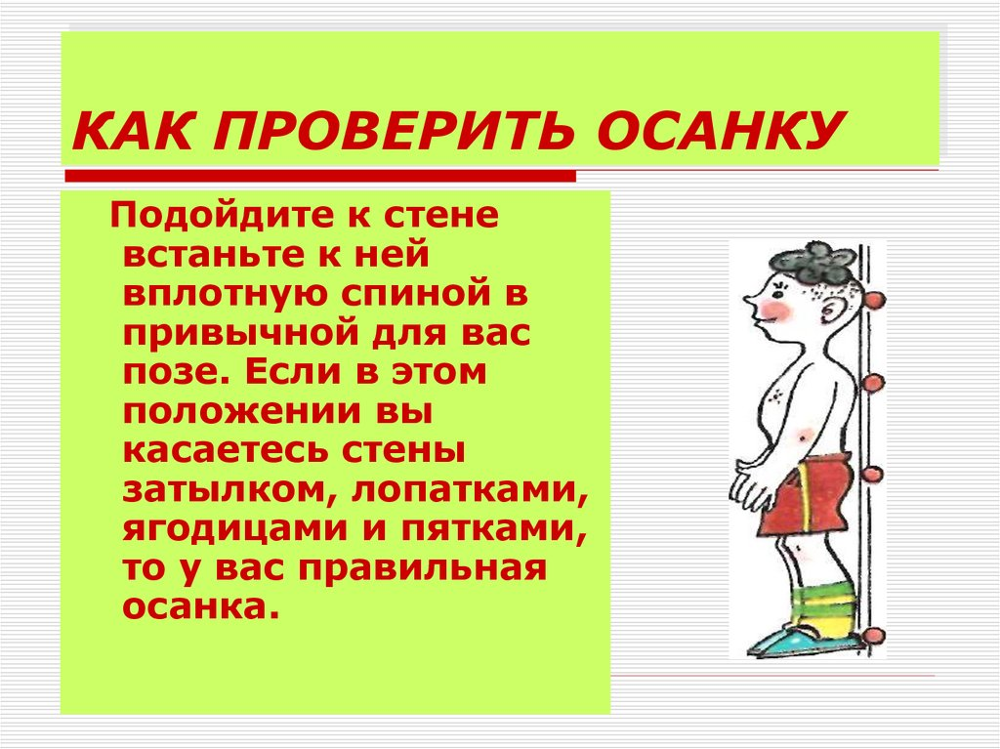 КАК ПРОВЕРИТЬ ОСАНКУ
Подойдите к стене
встаньте к ней
вплотную спиной в
привычной для вас
позе. Если в этом
положении вы
касаетесь стены
затылком, лопатками,
ягодицами и пятками,
то у вас правильная
осанка.